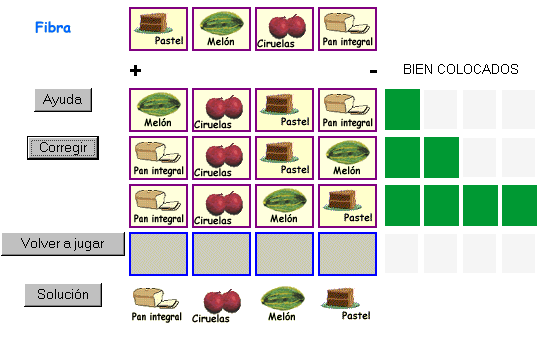 Fibra
Pastel Melón Ciruelas Pan integral
+ - BIEN COLOCADOS
Ayuda
Melón Ciruelas Pastel Pan integral
Corregir
Pan integral Ciruelas Pastel Melón
Pan integral Ciruelas Melón Pastel
Volver a jugar
Solución
Pan integral Ciruelas Melón Pastel